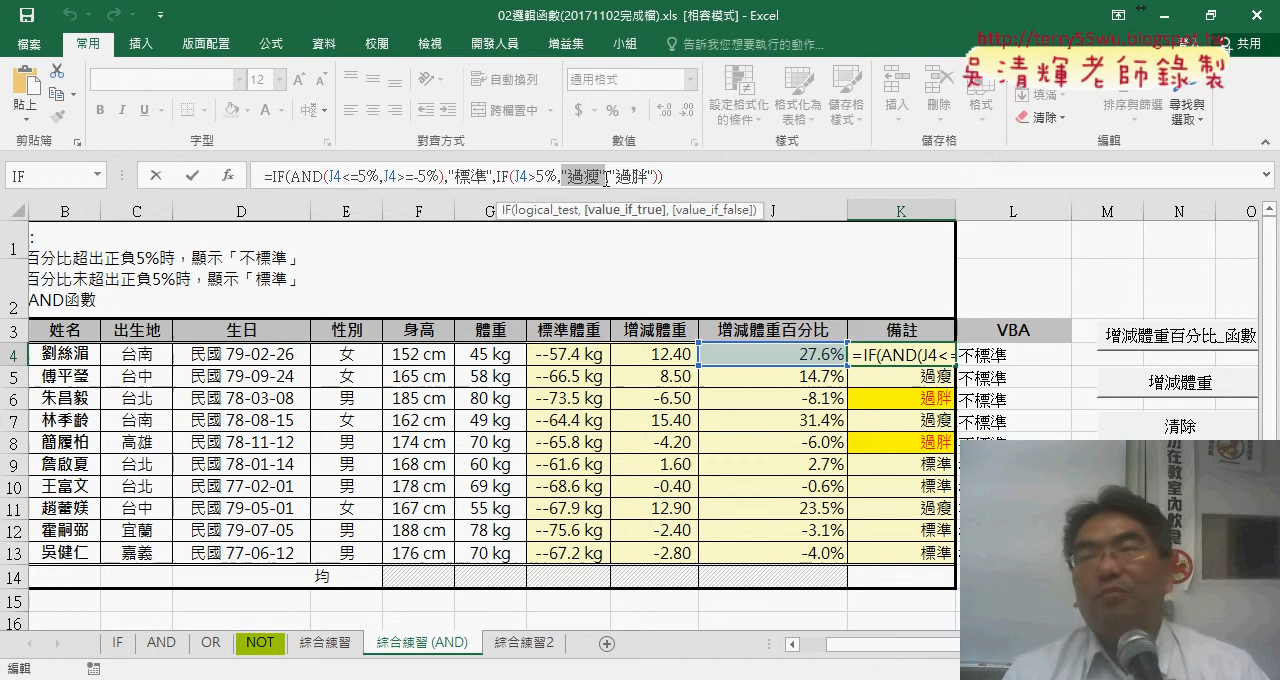 02邏輯函數(20171102完成檔).xls [相容模式] - Excel
http://terry55wu.blogspot.tw
吳清輝老師錄製
檔案 常用 插入 版面配置 公式 資料 校閱 檢視 開發人員 增益集 小組 告訴我您想要執行的動作... 共用
12 自動換列 通用格式
貼上 B I U A 中 跨欄置中 $ % , 設定格式化的條件 格式化為表格 儲存格樣式 插入 刪除 格式 填滿 清除 排序與篩選 尋找與選取
剪貼簿 字型 對齊方式 數值 樣式 儲存格 編輯
IF fx =IF(AND(J4<=5%,J4>=-5%),"標準",IF(J4>5%,"過瘦","過胖"))
IF(logical_test, [value_if_true], [value_if_false])
B C D E F G J K L M N O
1 :
百分比超出正負5%時，顯示「不標準」
百分比未超出正負5%時，顯示「標準」
2 AND函數
3 姓名 出生地 生日 性別 身高 體重 標準體重 增減體重 增減體重百分比 備註 VBA 增減體重百分比_函數
4 劉絲湄 台南 民國 79-02-26 女 152 cm 45 kg --57.4 kg 12.40 27.6% =IF(AND(J4<= 不標準
5 傅平瑩 台中 民國 79-09-24 女 165 cm 58 kg --66.5 kg 8.50 14.7% 過瘦 不標準 增減體重
6 朱昌毅 台北 民國 78-03-08 男 185 cm 80 kg --73.5 kg -6.50 -8.1% 過胖 不標準
7 林季齡 台南 民國 78-08-15 女 162 cm 49 kg --64.4 kg 15.40 31.4% 過瘦 不標準 清除
8 簡履柏 高雄 民國 78-11-12 男 174 cm 70 kg --65.8 kg -4.20 -6.0% 過胖
9 詹啟夏 台北 民國 78-01-14 男 168 cm 60 kg --61.6 kg 1.60 2.7% 標準
10 王富文 台北 民國 77-02-01 男 178 cm 69 kg --68.6 kg -0.40 -0.6% 標準
11 趙蕾媄 台中 民國 79-05-01 女 167 cm 55 kg --67.9 kg 12.90 23.5% 過瘦
12 霍嗣弼 宜蘭 民國 79-07-05 男 188 cm 78 kg --75.6 kg -2.40 -3.1% 標準
13 吳健仁 嘉義 民國 77-06-12 男 176 cm 70 kg --67.2 kg -2.80 -4.0% 標準
14 均
15
16
IF AND OR NOT 綜合練習 綜合練習 (AND) 綜合練習2
編輯